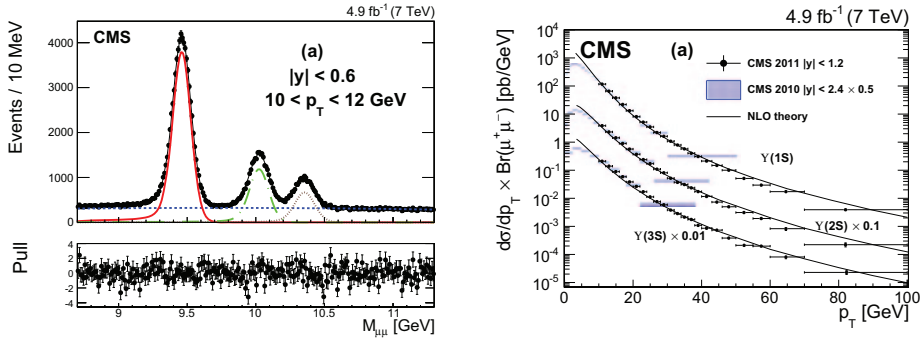 4.9 fb⁻¹ (7 TeV)
CMS
(a)
|y| < 0.6
10 < p_T < 12 GeV
Events / 10 MeV
4000
3000
2000
1000
0
Pull
4
2
0
-2
-4
9
9.5
10
10.5
11
M_μμ [GeV]
4.9 fb⁻¹ (7 TeV)
CMS
(a)
CMS 2011 |y| < 1.2
CMS 2010 |y| < 2.4 × 0.5
NLO theory
ϒ(1S)
ϒ(2S) × 0.1
ϒ(3S) × 0.01
dσ/dp_T × Br(μ⁺μ⁻) [pb/GeV]
10³
10²
10
1
10⁻¹
10⁻²
10⁻³
10⁻⁴
10⁻⁵
0
20
40
60
80
100
p_T [GeV]